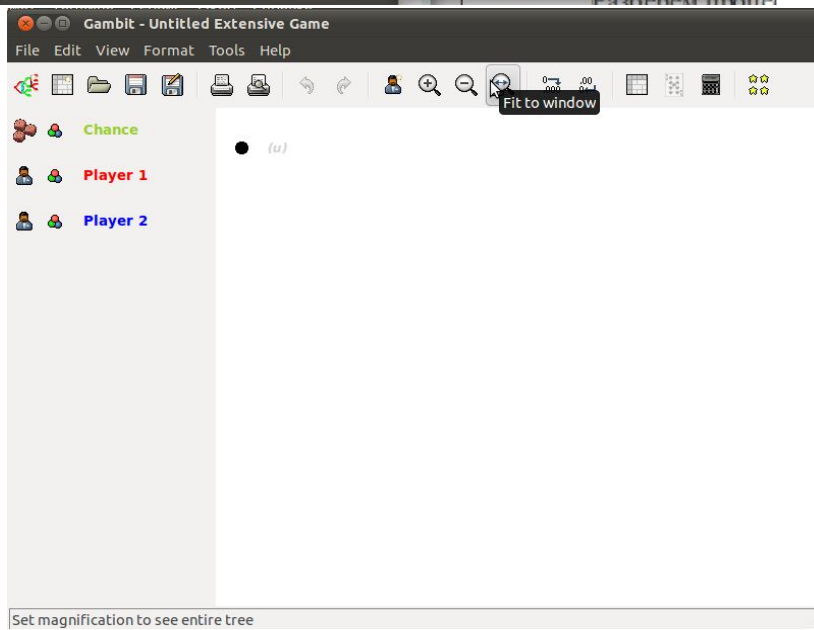 Gambit - Untitled Extensive Game
File Edit View Format Tools Help
Fit to window
Chance
(u)
Player 1
Player 2
Set magnification to see entire tree